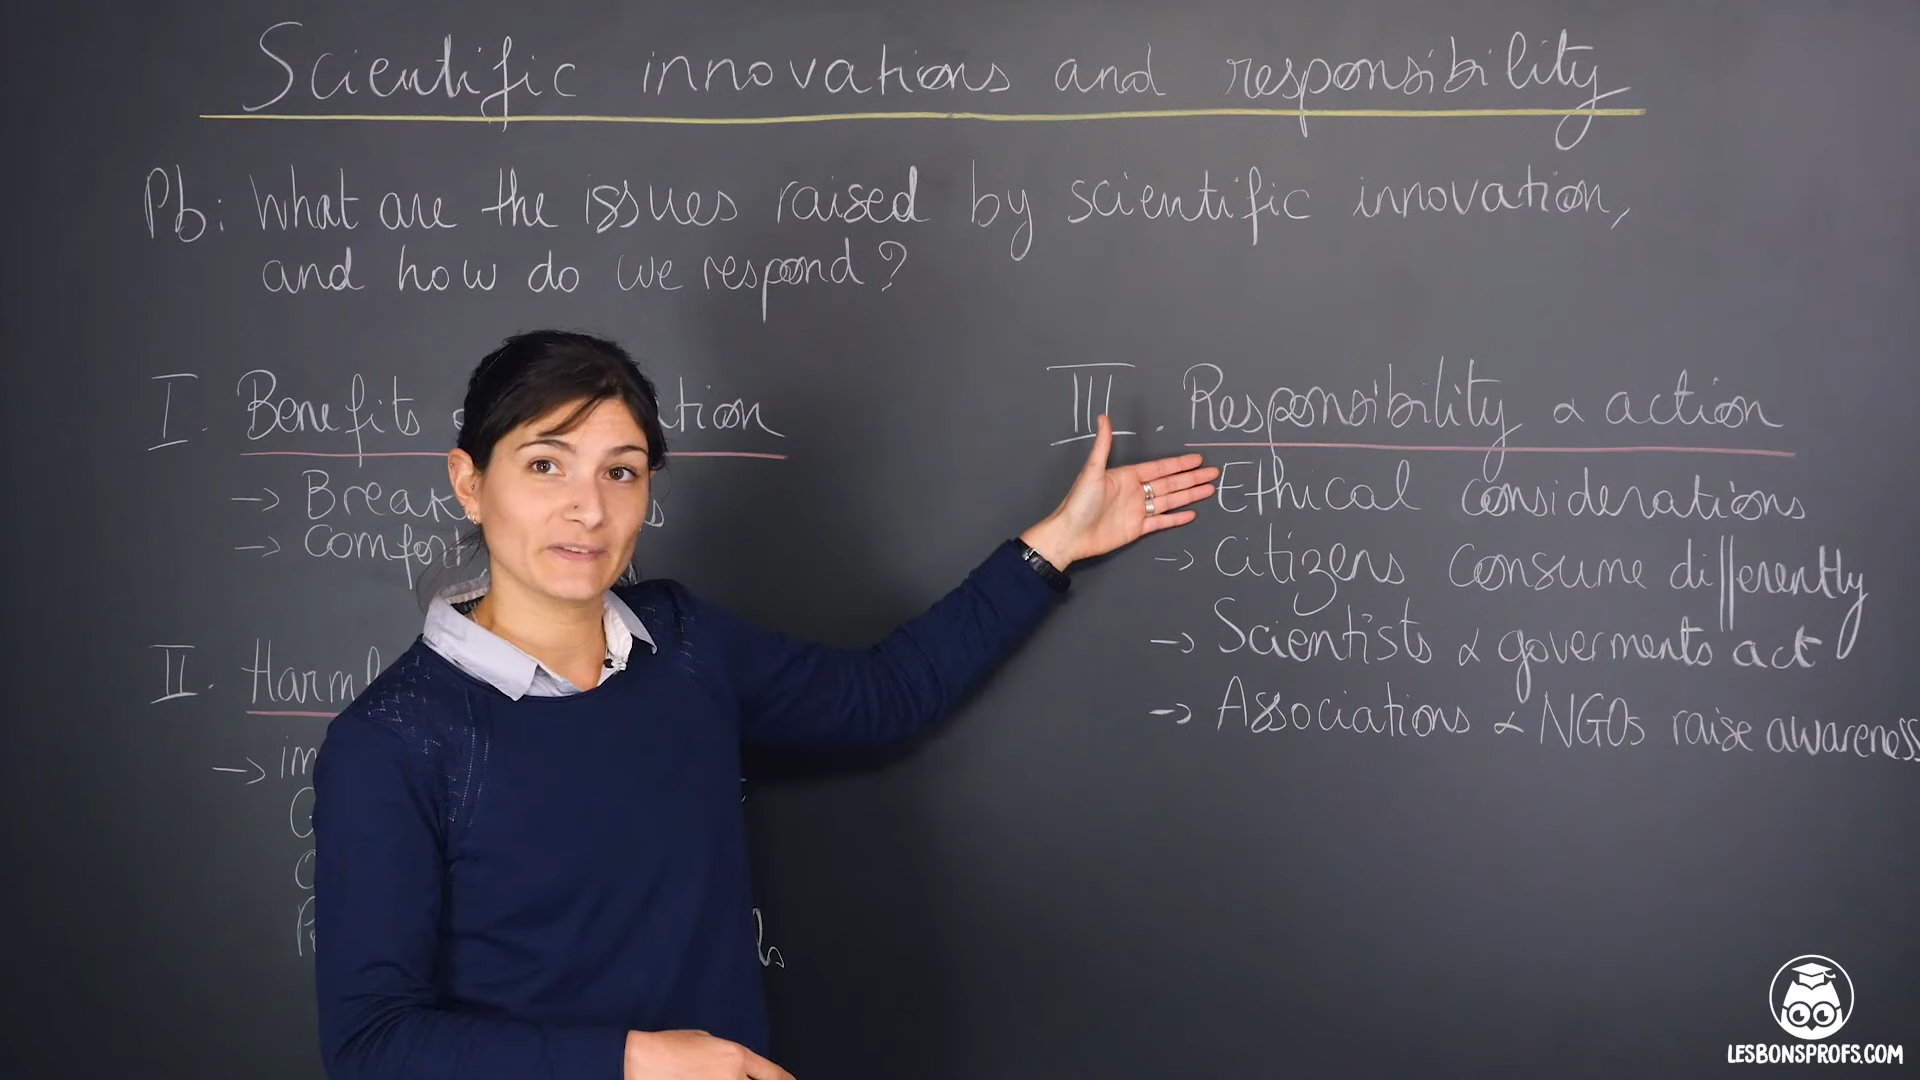 Scientific innovations and responsibility
Pb: What are the issues raised by scientific innovation,
and how do we respond?
I. Benefits
→ Break
→ Comfort
II. Harm
→ im
III. Responsibility & action
Ethical considerations
→ Citizens consume differently
→ Scientists & goverments act
→ Associations & NGOs raise awareness
LESBONSPROFS.COM